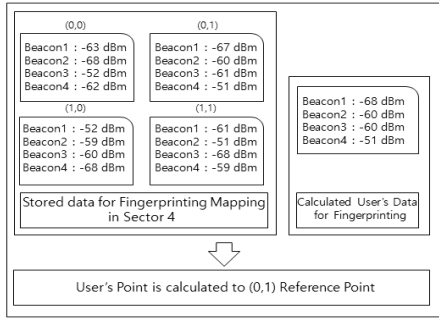 (0,0)
Beacon1 : -63 dBm
Beacon2 : -68 dBm
Beacon3 : -52 dBm
Beacon4 : -62 dBm
(0,1)
Beacon1 : -67 dBm
Beacon2 : -60 dBm
Beacon3 : -61 dBm
Beacon4 : -51 dBm
(1,0)
Beacon1 : -52 dBm
Beacon2 : -59 dBm
Beacon3 : -60 dBm
Beacon4 : -68 dBm
(1,1)
Beacon1 : -61 dBm
Beacon2 : -51 dBm
Beacon3 : -68 dBm
Beacon4 : -59 dBm
Stored data for Fingerprinting Mapping
in Sector 4
Beacon1 : -68 dBm
Beacon2 : -60 dBm
Beacon3 : -60 dBm
Beacon4 : -51 dBm
Calculated User's Data
for Fingerprinting
User's Point is calculated to (0,1) Reference Point